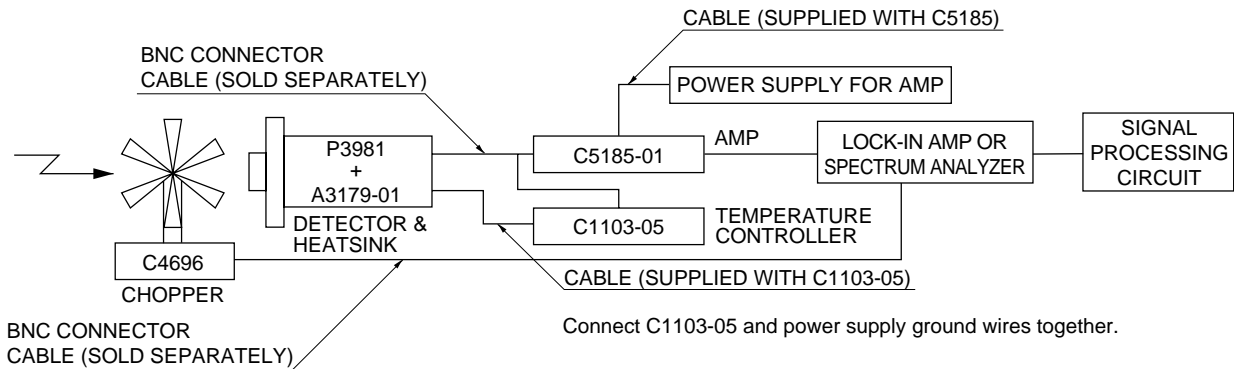 CABLE (SUPPLIED WITH C5185)
BNC CONNECTOR
CABLE (SOLD SEPARATELY)
POWER SUPPLY FOR AMP
P3981
+
A3179-01
DETECTOR &
HEATSINK
C5185-01
AMP
LOCK-IN AMP OR
SPECTRUM ANALYZER
SIGNAL
PROCESSING
CIRCUIT
C1103-05
TEMPERATURE
CONTROLLER
C4696
CHOPPER
CABLE (SUPPLIED WITH C1103-05)
BNC CONNECTOR
CABLE (SOLD SEPARATELY)
Connect C1103-05 and power supply ground wires together.